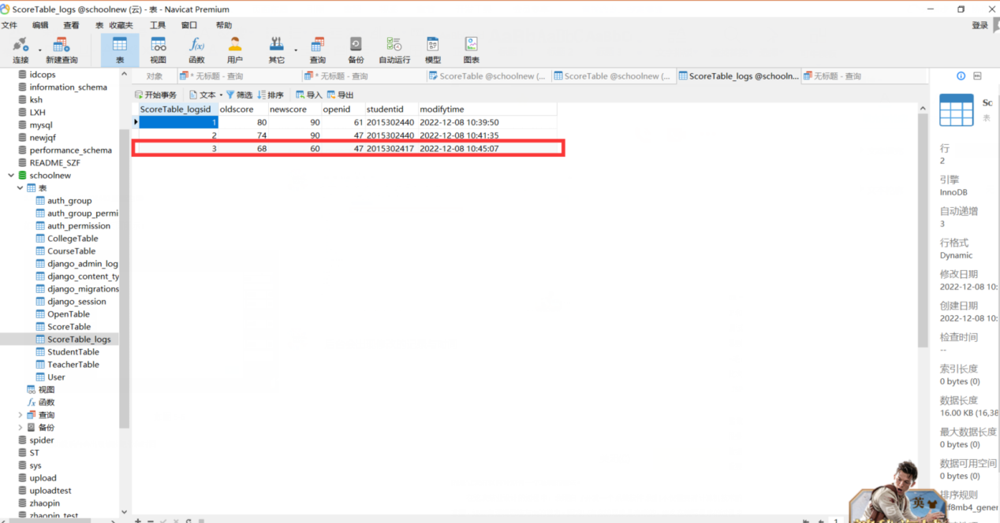 ScoreTable_logs @schoolnew (云) - 表 - Navicat Premium
文件 编辑 查看 表 收藏夹 工具 窗口 帮助 登录
连接 新建查询 表 视图 函数 用户 其它 查询 备份 自动运行 模型 图表
对象 * 无标题 - 查询 * 无标题 - 查询 ScoreTable @schoolnew (... ScoreTable @schoolnew (... ScoreTable_logs @schooln... 无标题 - 查询
开始事务 文本 筛选 排序 导入 导出
ScoreTable_logsid oldscore newscore openid studentid modifytime
1 80 90 61 2015302440 2022-12-08 10:39:50
2 74 90 47 2015302440 2022-12-08 10:41:35
3 68 60 47 2015302417 2022-12-08 10:45:07
idcops
information_schema
ksh
LXH
mysql
newjqf
performance_schema
README_SZF
schoolnew
表
auth_group
auth_group_permi
auth_permission
CollegeTable
CourseTable
django_admin_log
django_content_ty
django_migrations
django_session
OpenTable
ScoreTable
ScoreTable_logs
StudentTable
TeacherTable
User
视图
函数
查询
备份
spider
ST
sys
upload
uploadtest
zhaopin
zhaopin_test
Sc
表
行
2
引擎
InnoDB
自动递增
3
行格式
Dynamic
修改日期
2022-12-08 10:
创建日期
2022-12-08 10:
检查时间
--
索引长度
0 bytes (0)
数据长度
16.00 KB (16,38
最大数据长度
0 bytes (0)
数据可用空间
0 bytes (0)
排序规则
utf8mb4_gener
英
1